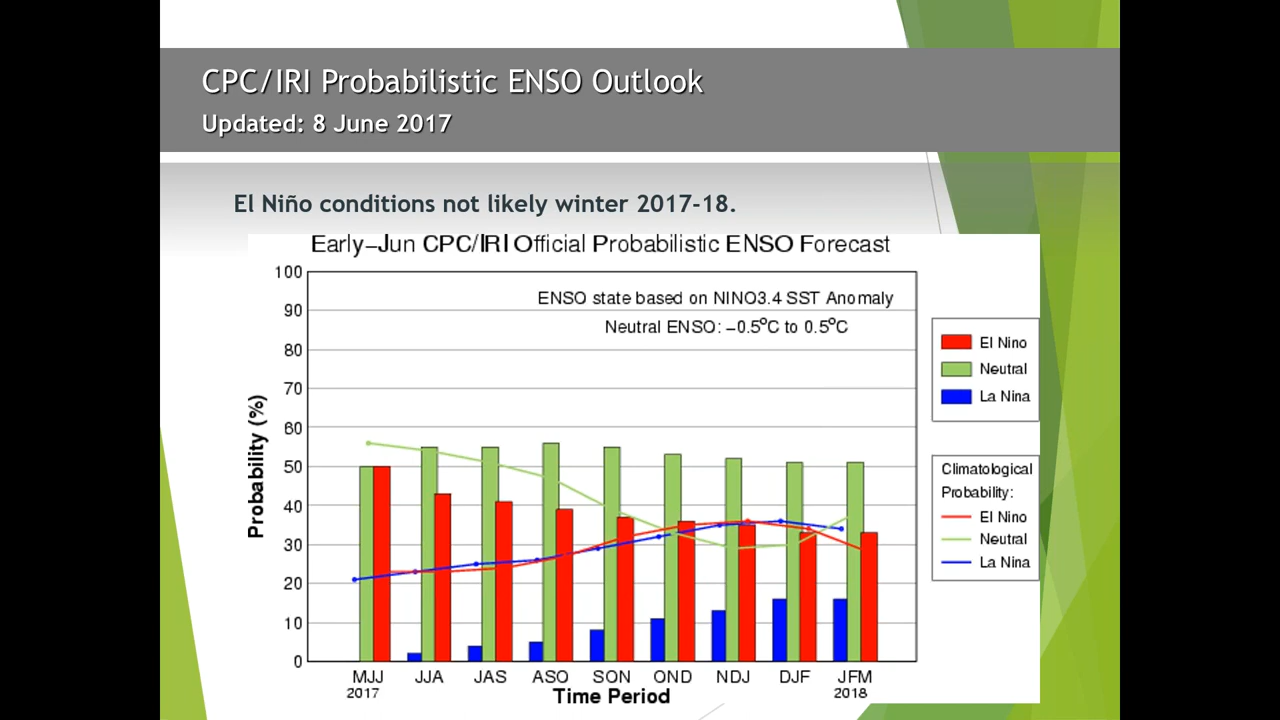 CPC/IRI Probabilistic ENSO Outlook
Updated: 8 June 2017
El Niño conditions not likely winter 2017-18.
Early–Jun CPC/IRI Official Probabilistic ENSO Forecast
ENSO state based on NINO3.4 SST Anomaly
Neutral ENSO: –0.5°C to 0.5°C
Probability (%)
100
90
80
70
60
50
40
30
20
10
0
MJJ JJA JAS ASO SON OND NDJ DJF JFM
2017 2018
Time Period
El Nino
Neutral
La Nina
Climatological
Probability:
El Nino
Neutral
La Nina